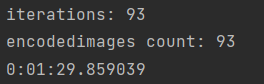 iterations: 93
encodedimages count: 93
0:01:29.859039